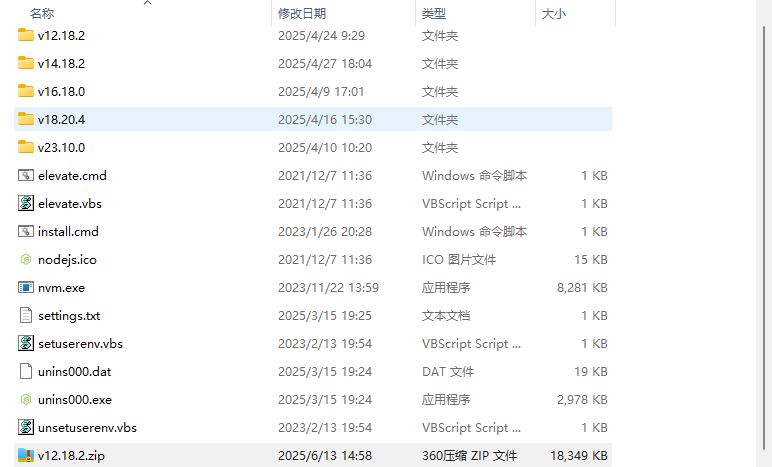 名称 修改日期 类型 大小
v12.18.2 2025/4/24 9:29 文件夹
v14.18.2 2025/4/27 18:04 文件夹
v16.18.0 2025/4/9 17:01 文件夹
v18.20.4 2025/4/16 15:30 文件夹
v23.10.0 2025/4/10 10:20 文件夹
elevate.cmd 2021/12/7 11:36 Windows 命令脚本 1 KB
elevate.vbs 2021/12/7 11:36 VBScript Script ... 1 KB
install.cmd 2023/1/26 20:28 Windows 命令脚本 1 KB
nodejs.ico 2021/12/7 11:36 ICO 图片文件 15 KB
nvm.exe 2023/11/22 13:59 应用程序 8,281 KB
settings.txt 2025/3/15 19:25 文本文档 1 KB
setuserenv.vbs 2023/2/13 19:54 VBScript Script ... 1 KB
unins000.dat 2025/3/15 19:24 DAT 文件 19 KB
unins000.exe 2025/3/15 19:24 应用程序 2,978 KB
unsetuserenv.vbs 2023/2/13 19:54 VBScript Script ... 1 KB
v12.18.2.zip 2025/6/13 14:58 360压缩 ZIP 文件 18,349 KB